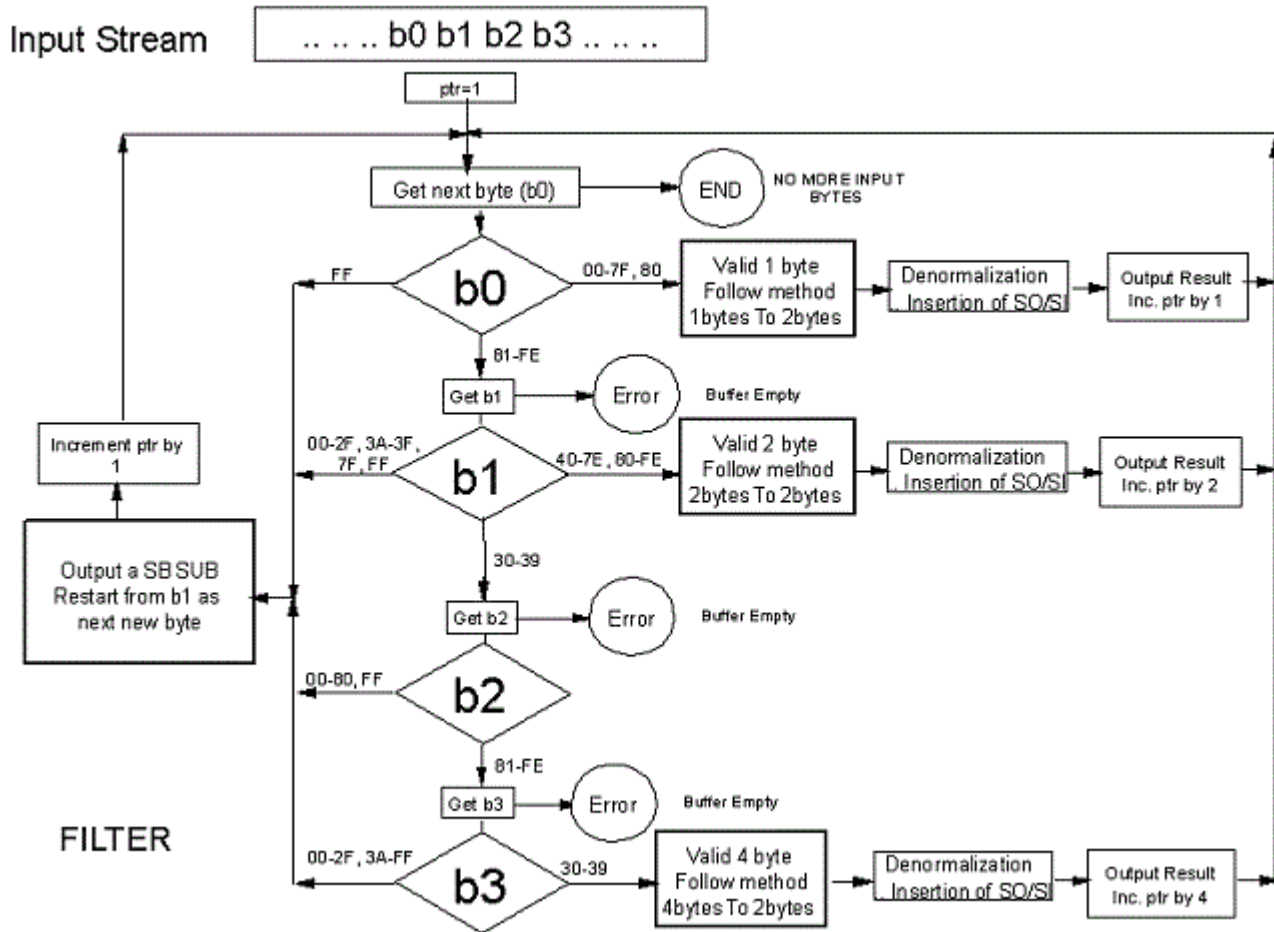 Input Stream
.. .. .. b0 b1 b2 b3 .. .. ..
ptr=1
Get next byte (b0)
END
NO MORE INPUT
BYTES
FF
b0
00-7F, 80
Valid 1 byte
Follow method
1bytes To 2bytes
Denormalization
.. Insertion of SO/SI
Output Result
Inc. ptr by 1
81-FE
Get b1
Error
Buffer Empty
Increment ptr by
1
00-2F, 3A-3F,
7F, FF
b1
40-7E, 80-FE
Valid 2 byte
Follow method
2bytes To 2bytes
Denormalization
.. Insertion of SO/SI
Output Result
Inc. ptr by 2
30-39
Output a SB SUB
Restart from b1 as
next new byte
Get b2
Error
Buffer Empty
00-80, FF
b2
81-FE
Get b3
Error
Buffer Empty
FILTER
00-2F, 3A-FF
b3
30-39
Valid 4 byte
Follow method
4bytes To 2bytes
Denormalization
.. Insertion of SO/SI
Output Result
Inc. ptr by 4